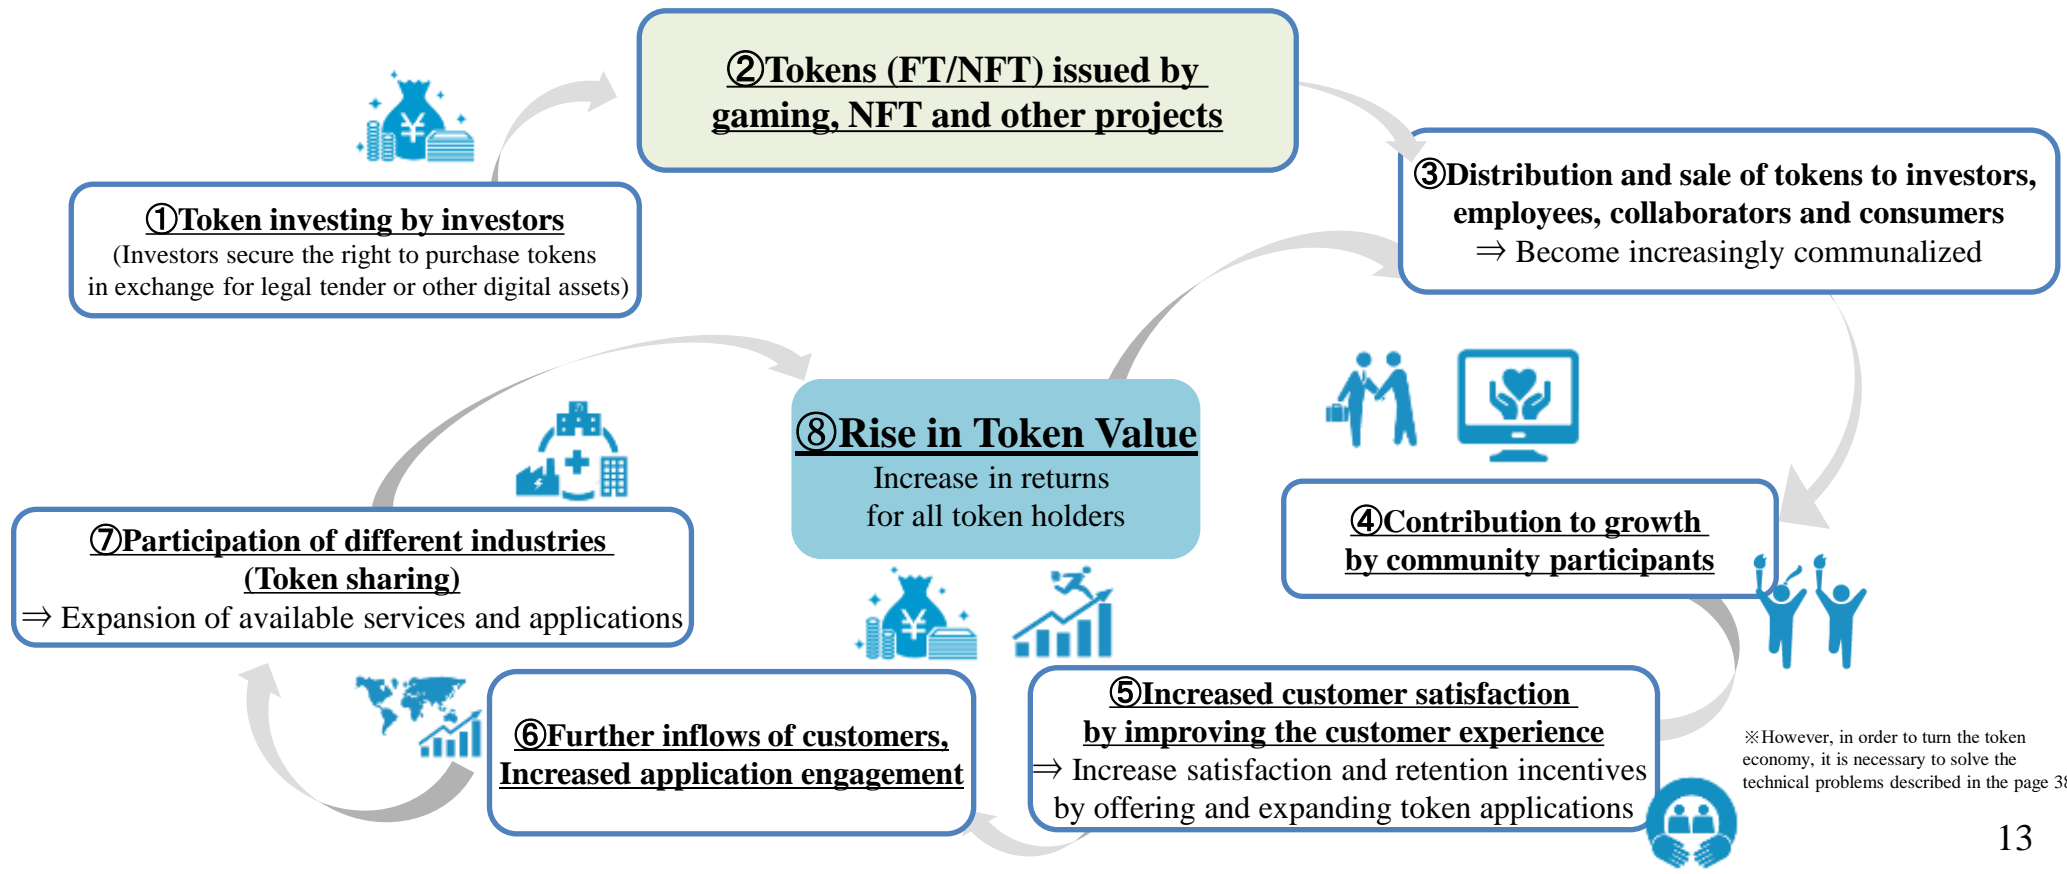 ①Token investing by investors
(Investors secure the right to purchase tokens
in exchange for legal tender or other digital assets)
②Tokens (FT/NFT) issued by
gaming, NFT and other projects
③Distribution and sale of tokens to investors,
employees, collaborators and consumers
⇒ Become increasingly communalized
④Contribution to growth
by community participants
⑤Increased customer satisfaction
by improving the customer experience
⇒ Increase satisfaction and retention incentives
by offering and expanding token applications
⑥Further inflows of customers,
Increased application engagement
⑦Participation of different industries
(Token sharing)
⇒ Expansion of available services and applications
⑧Rise in Token Value
Increase in returns
for all token holders
※However, in order to turn the token
economy, it is necessary to solve the
technical problems described in the page 38
13